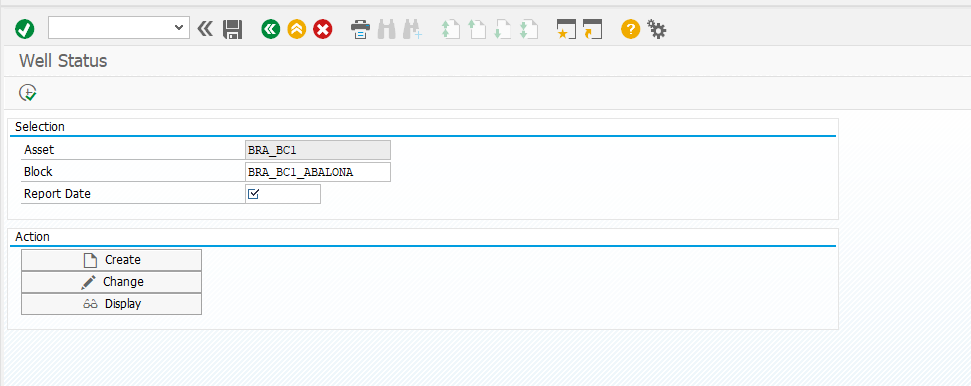 Well Status
Selection
Asset BRA_BC1
Block BRA_BC1_ABALONA
Report Date
Action
Create
Change
Display